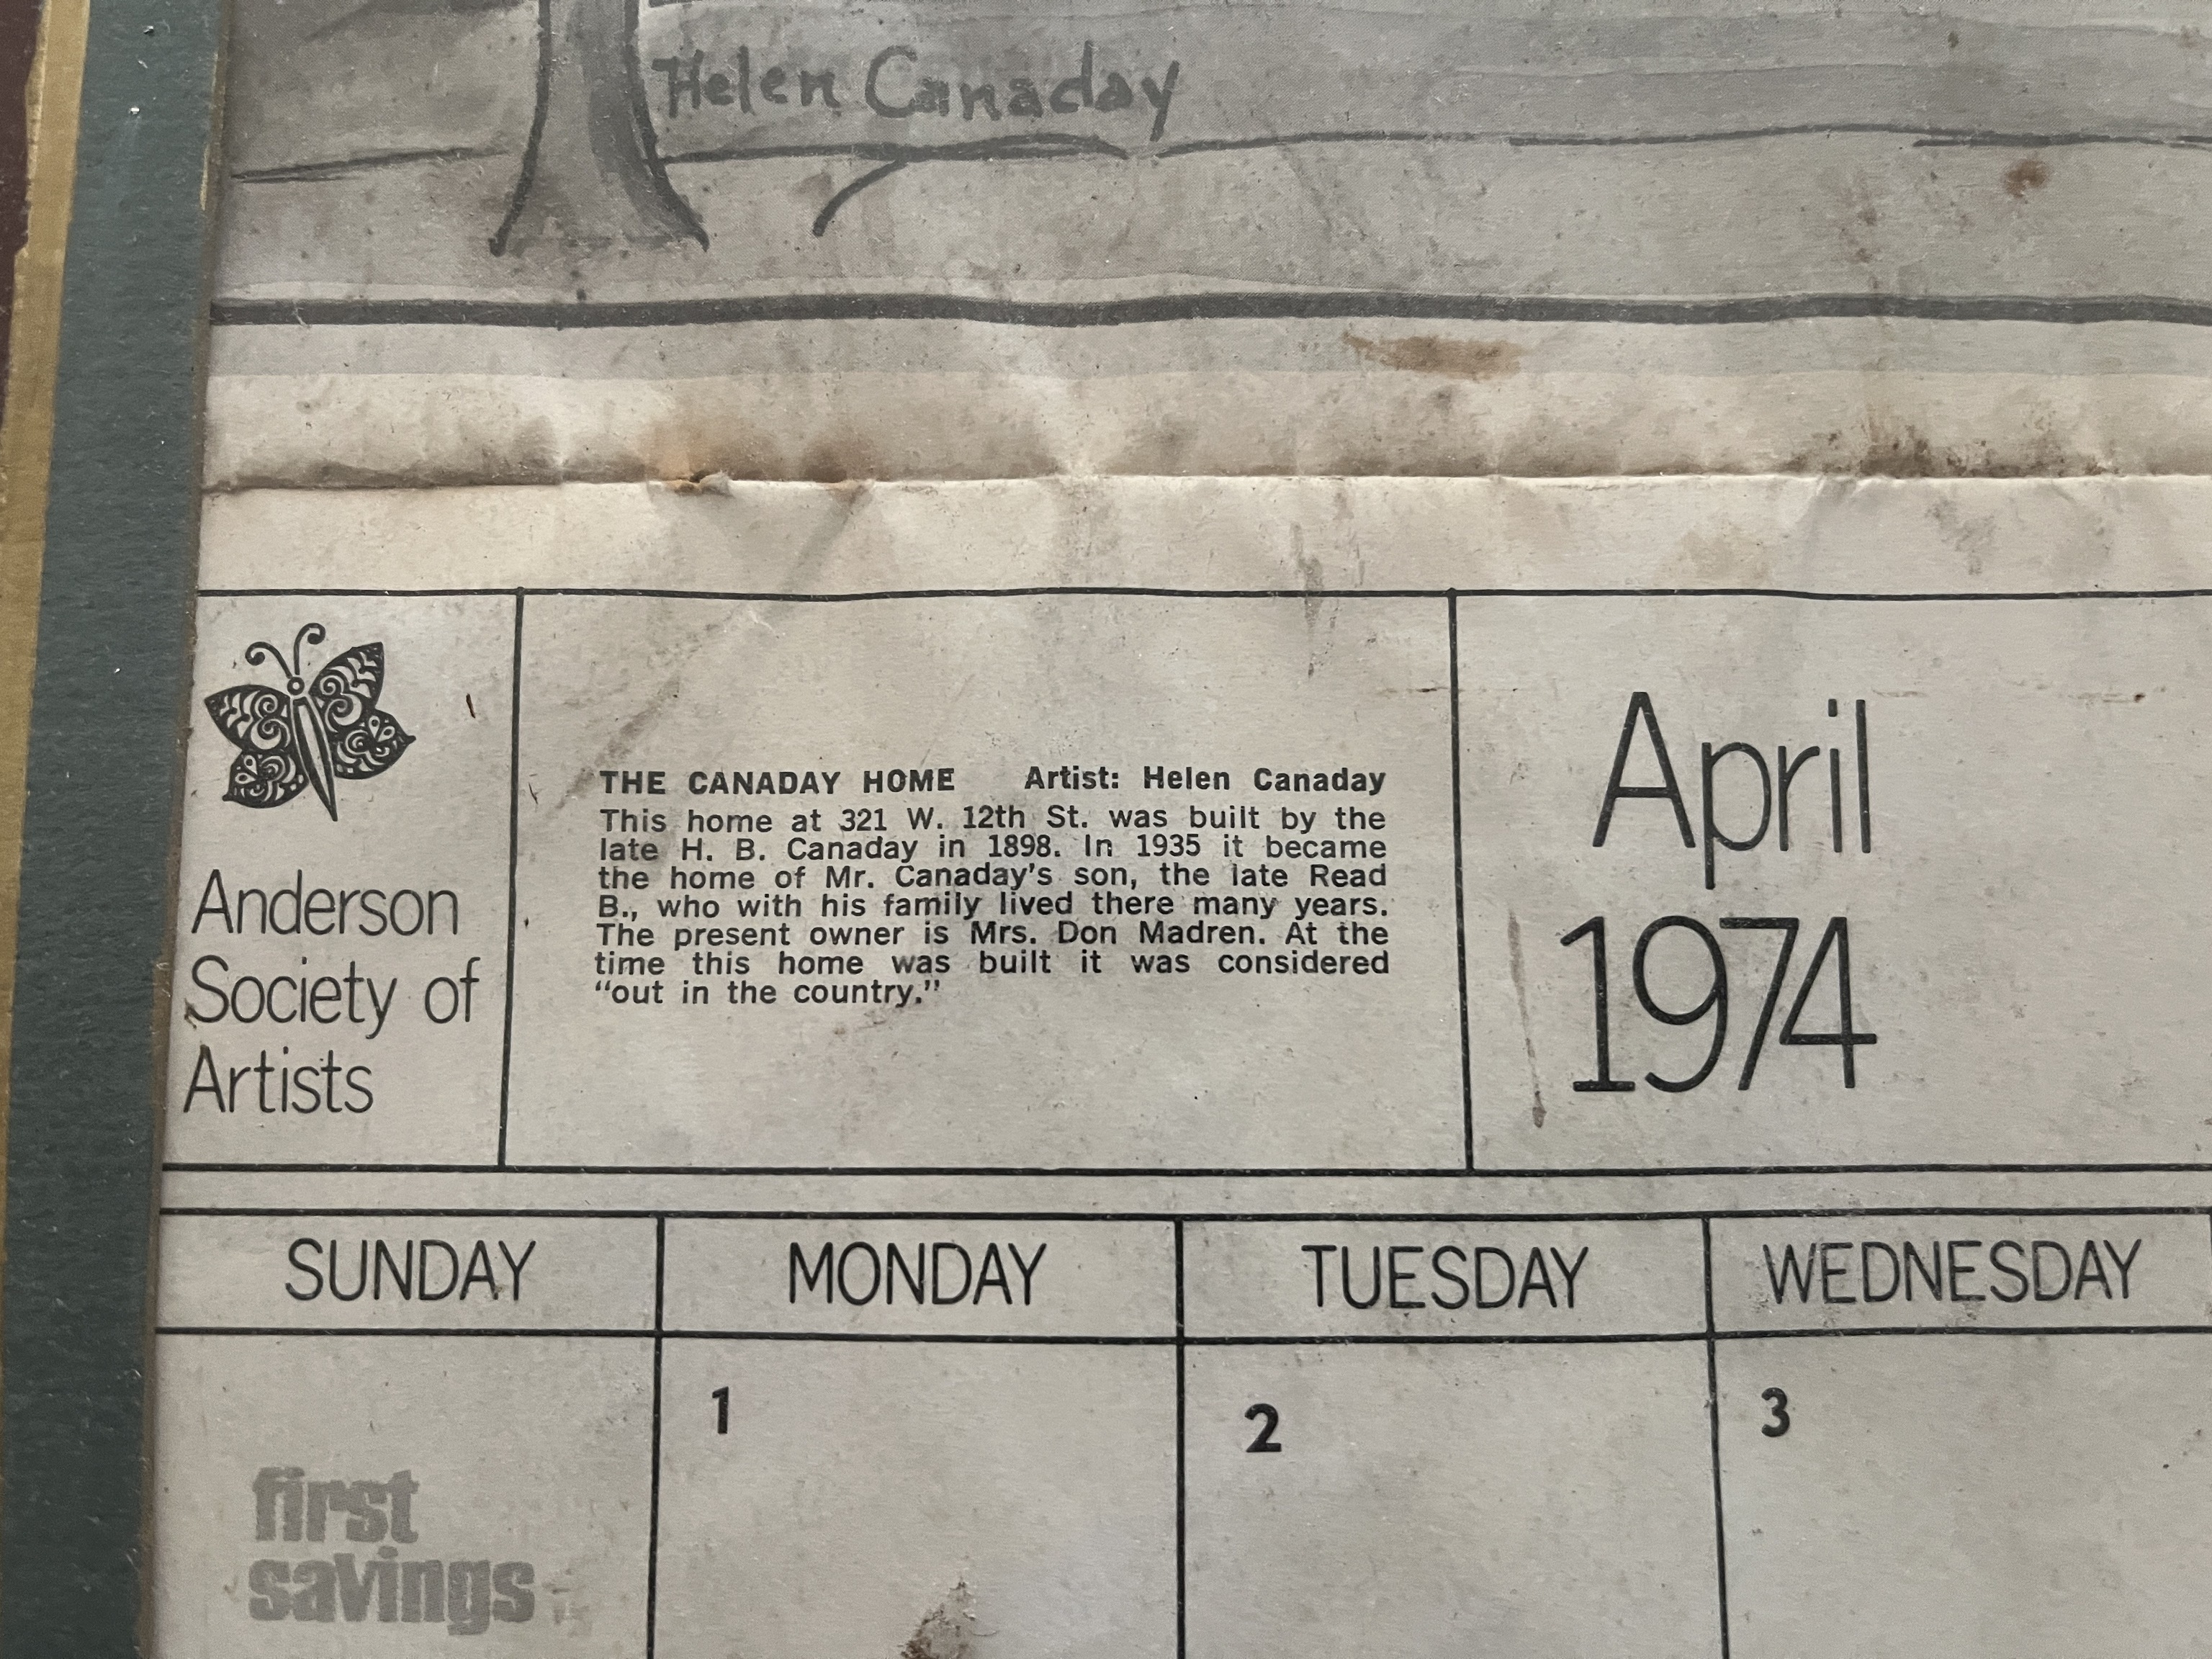 Helen Canaday
Anderson
Society of
Artists
THE CANADAY HOME Artist: Helen Canaday
This home at 321 W. 12th St. was built by the
late H. B. Canaday in 1898. In 1935 it became
the home of Mr. Canaday's son, the late Read
B., who with his family lived there many years.
The present owner is Mrs. Don Madren. At the
time this home was built it was considered
“out in the country.”
April
1974
SUNDAY MONDAY TUESDAY WEDNESDAY
1 2 3
first
savings